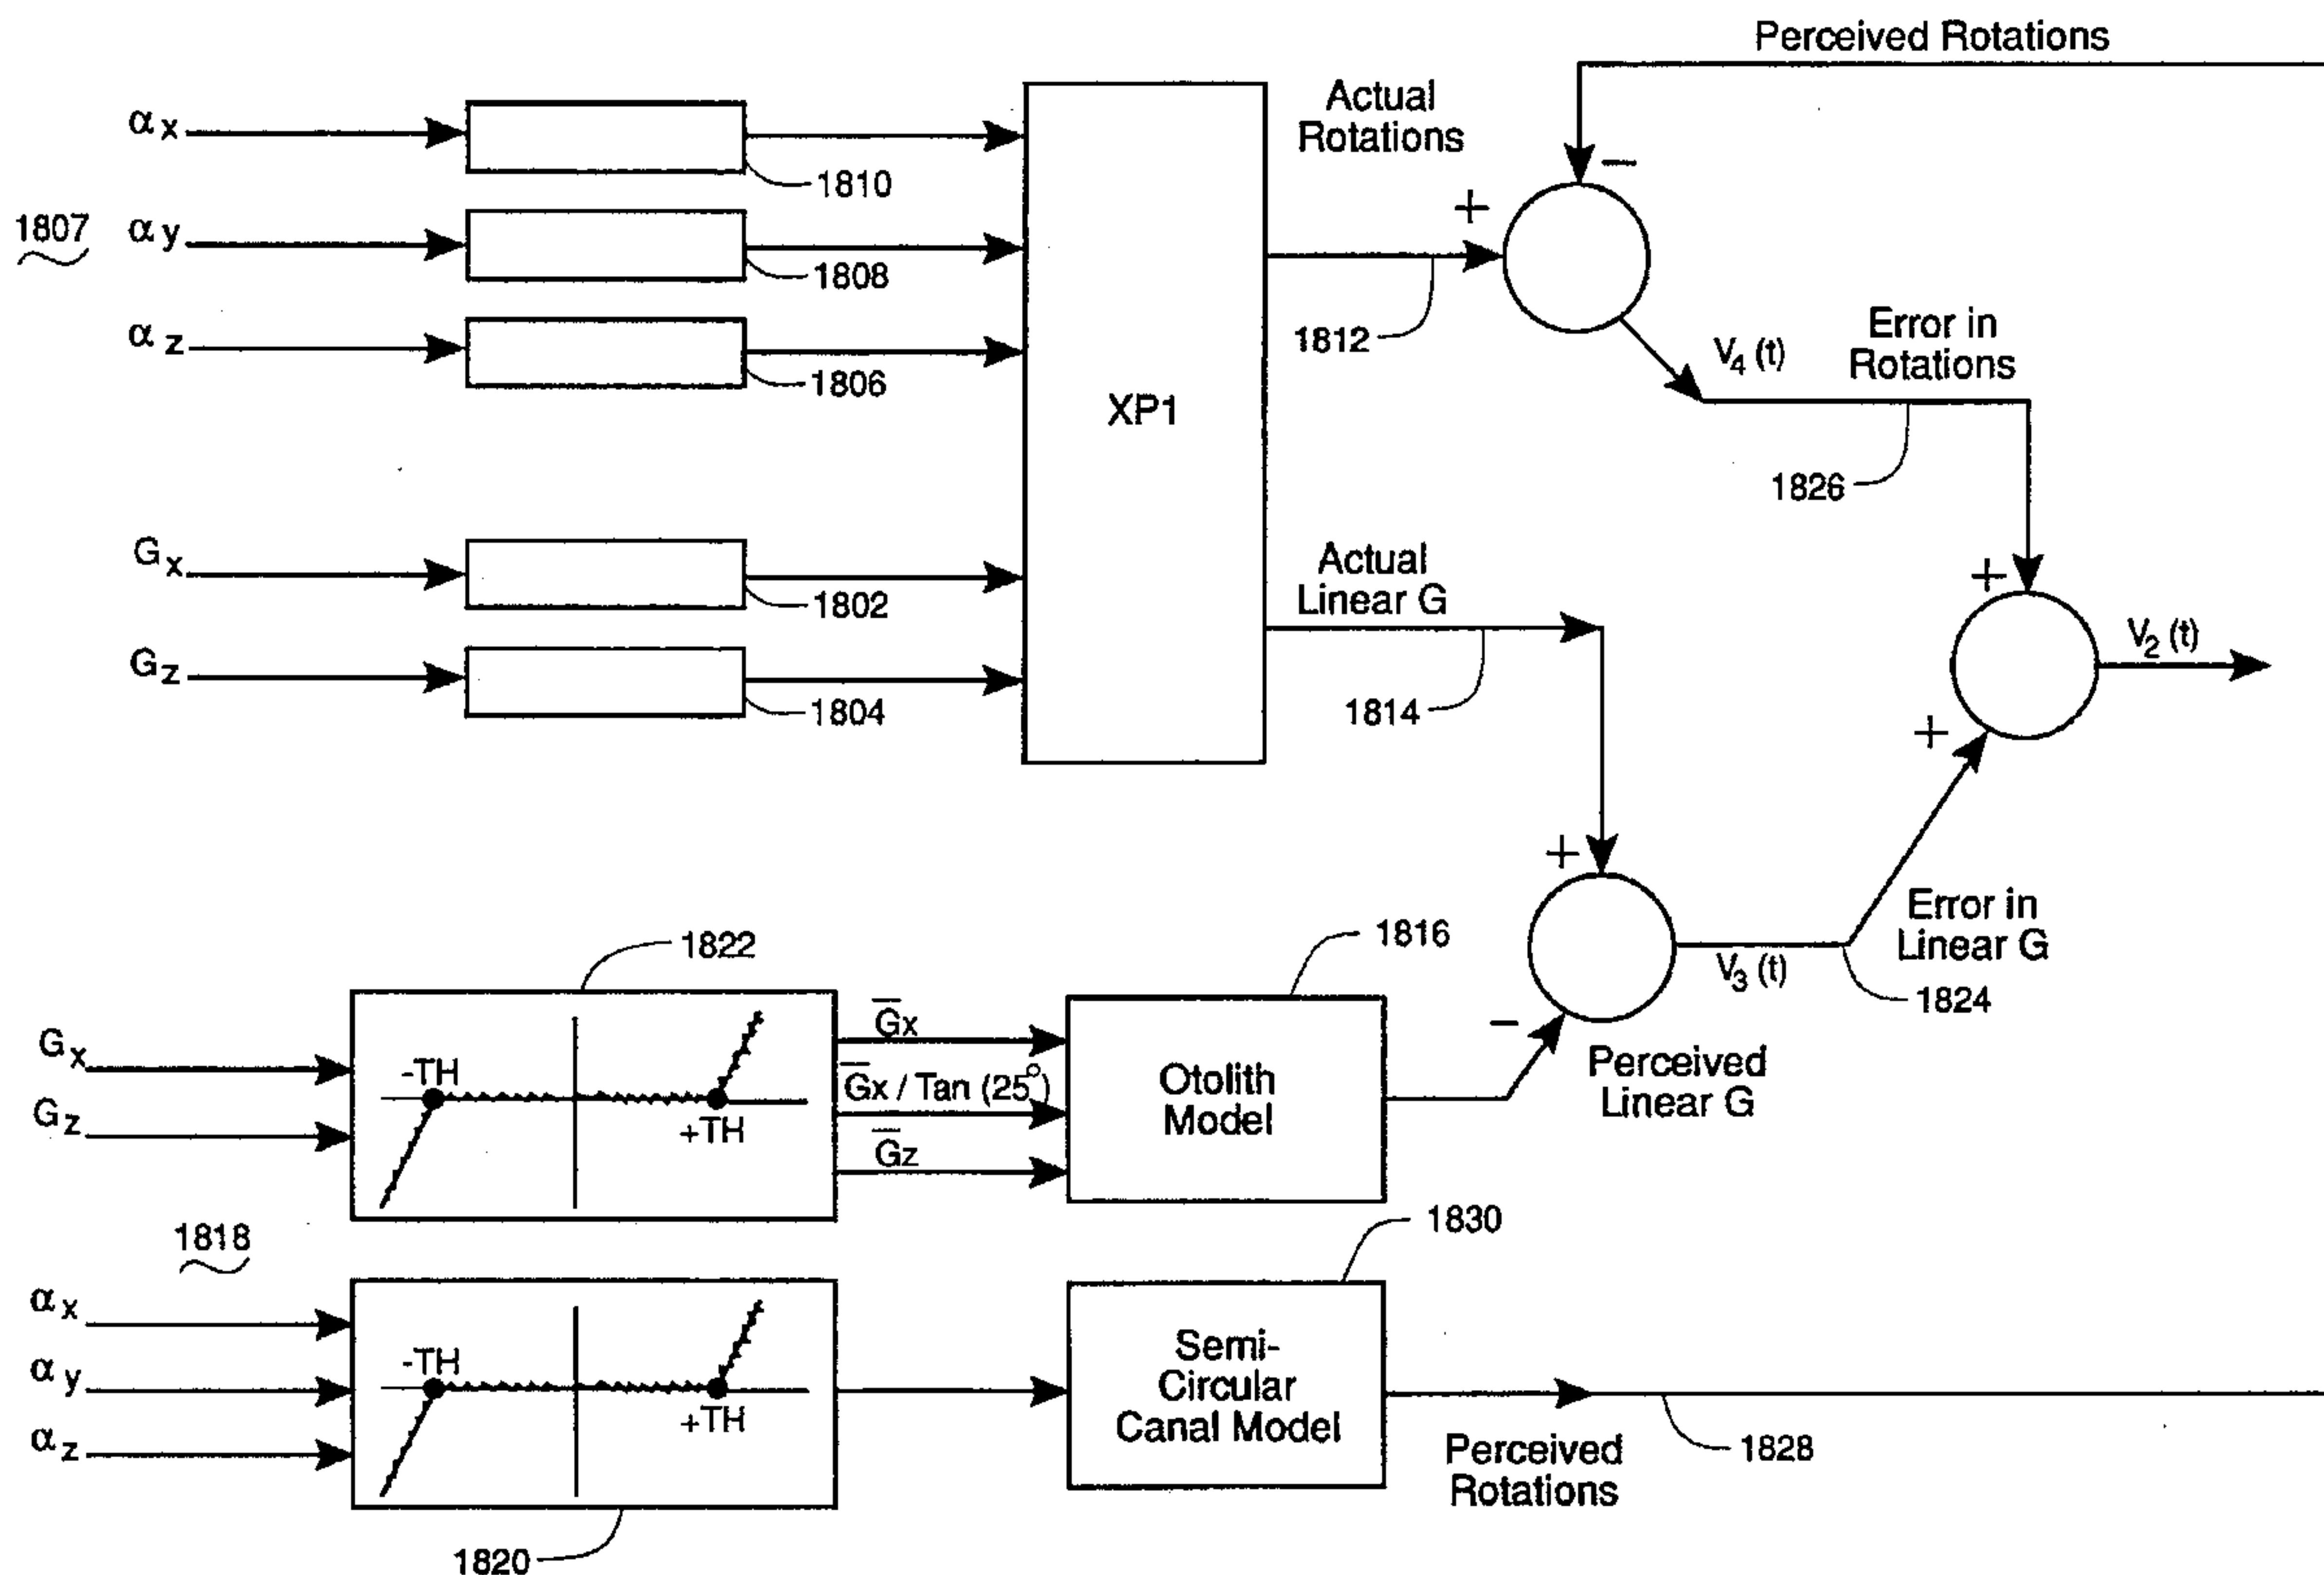 Perceived Rotations
Actual
Rotations
αx
1810
−
+
1807
αy
1808
αz
1806
1812
V4 (t)
Error in
Rotations
XP1
1826
Gx
1802
Actual
Linear G
+
Gz
1804
1814
V2 (t)
+
+
1822
1816
Error in
Linear G
V3 (t)
1824
Gx
-TH
+TH
G̅x
G̅x / Tan (25°)
G̅z
Otolith
Model
−
Perceived
Linear G
Gz
1818
1830
αx
αy
αz
-TH
+TH
Semi-
Circular
Canal Model
Perceived
Rotations
1828
1820